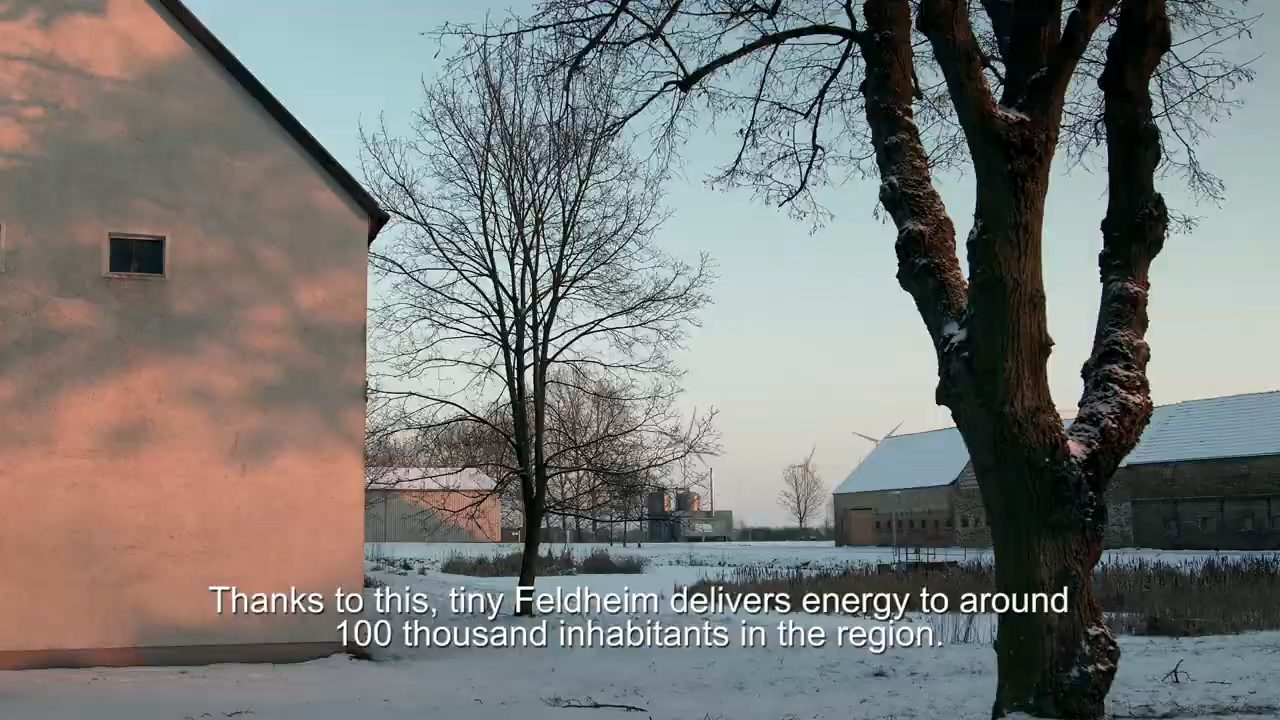 Thanks to this, tiny Feldheim delivers energy to around
100 thousand inhabitants in the region.